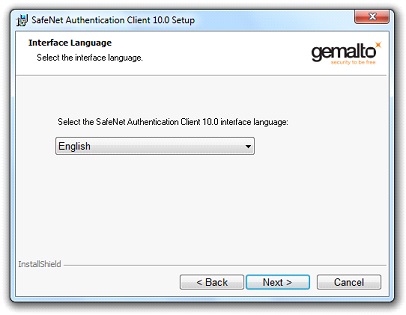 SafeNet Authentication Client 10.0 Setup
Interface Language
Select the interface language.
gemalto
security to be free
Select the SafeNet Authentication Client 10.0 interface language:
English
InstallShield
< Back
Next >
Cancel